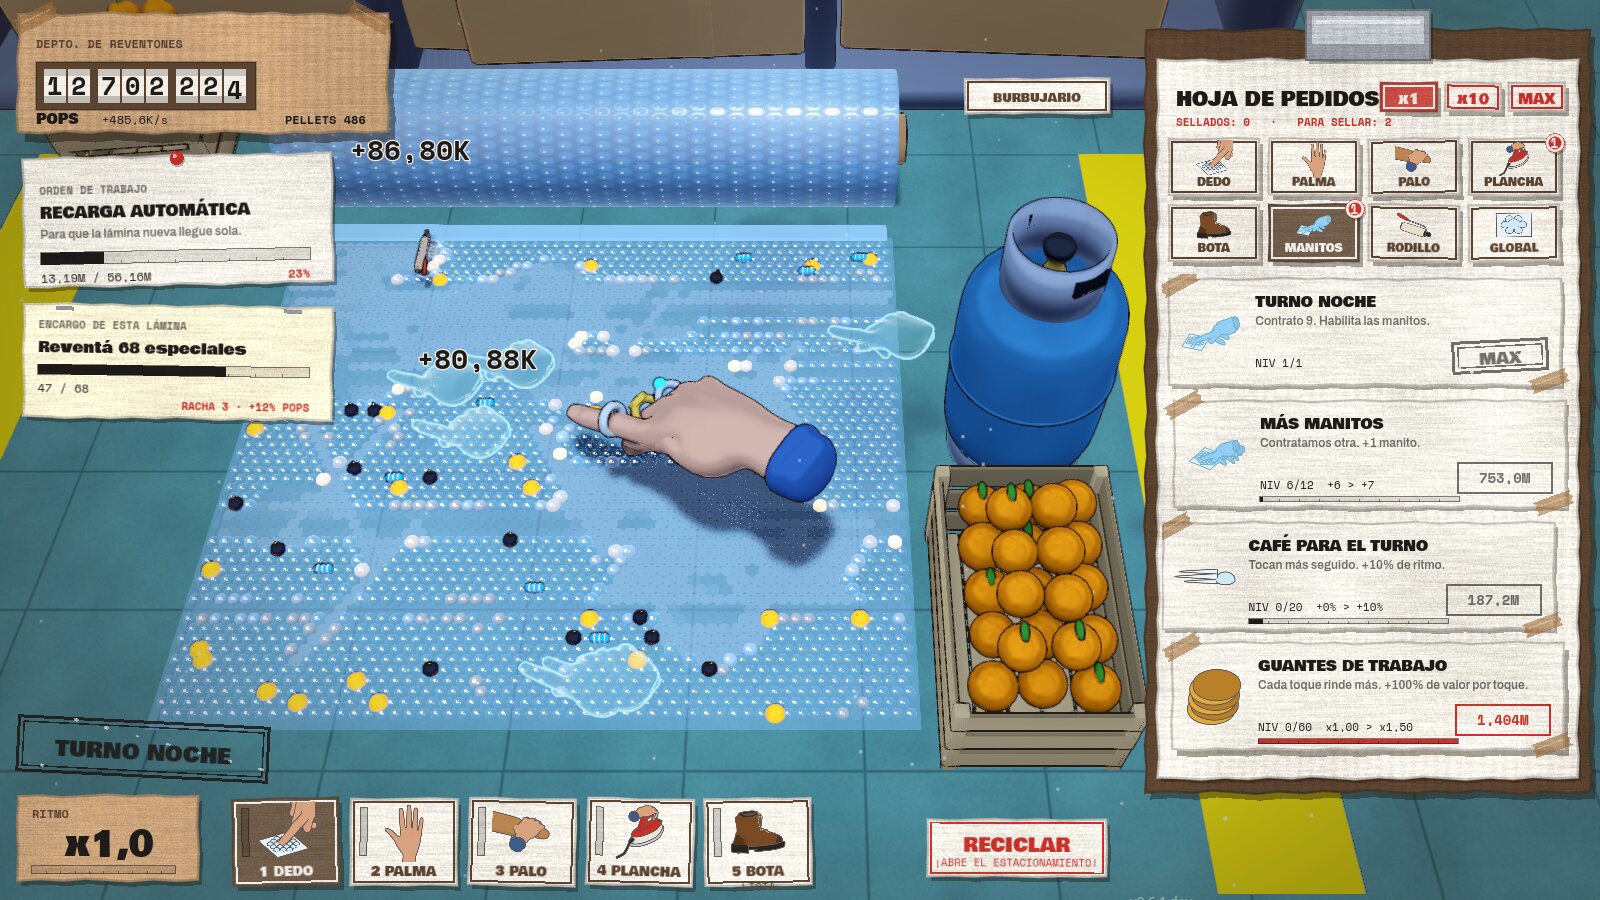 DEPTO. DE REVENTONES
12 702 224
POPS +485,6K/s PELLETS 486
+86,80K
BURBUJARIO
ORDEN DE TRABAJO
RECARGA AUTOMÁTICA
Para que la lámina nueva llegue sola.
13,19M / 56,16M 23%
ENCARGO DE ESTA LÁMINA
Reventá 68 especiales
47 / 68
RACHA 3 · +12% POPS
+80,88K
TURNO NOCHE
RITMO
x1,0
1 DEDO
2 PALMA
3 PALO
4 PLANCHA
5 BOTA
RECICLAR
¡ABRE EL ESTACIONAMIENTO!
HOJA DE PEDIDOS x1 x10 MAX
SELLADOS: 0 · PARA SELLAR: 2
DEDO
PALMA
PALO
PLANCHA 1
BOTA
MANITOS 1
RODILLO
GLOBAL
TURNO NOCHE
Contrato 9. Habilita las manitos.
NIV 1/1
MAX
MÁS MANITOS
Contratamos otra. +1 manito.
NIV 6/12 +6 > +7
753,0M
CAFÉ PARA EL TURNO
Tocan más seguido. +10% de ritmo.
NIV 0/20 +0% > +10%
187,2M
GUANTES DE TRABAJO
Cada toque rinde más. +100% de valor por toque.
NIV 0/60 x1,00 > x1,50
1,404M